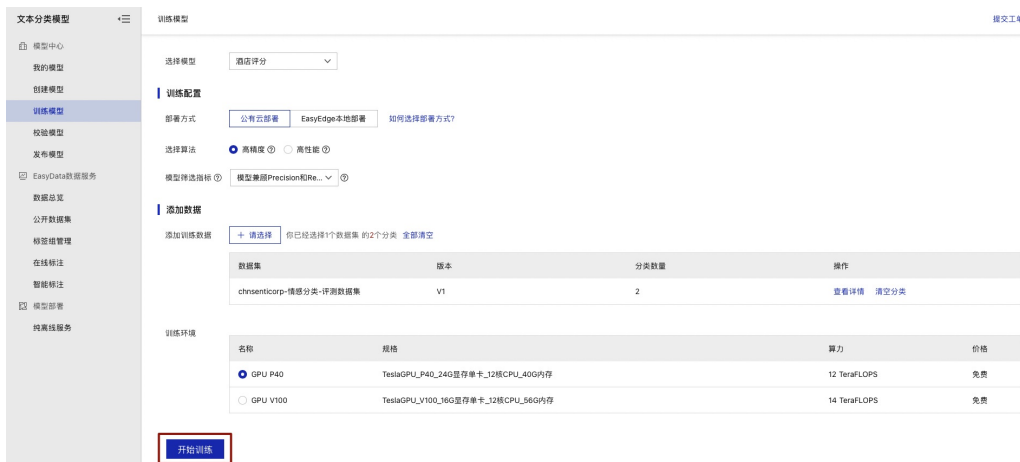 文本分类模型
模型中心
我的模型
创建模型
训练模型
校验模型
发布模型
EasyData数据服务
数据总览
公开数据集
标签组管理
在线标注
智能标注
模型部署
纯离线服务
训练模型 提交工单
选择模型 酒店评分
训练配置
部署方式 公有云部署 EasyEdge本地部署 如何选择部署方式?
选择算法 高精度 ? 高性能 ?
模型筛选指标 ? 模型兼顾Precision和Re... ?
添加数据
添加训练数据 + 请选择 你已经选择1个数据集 的2个分类 全部清空
数据集 版本 分类数量 操作
chnsenticorp-情感分类-评测数据集 V1 2 查看详情 清空分类
训练环境
名称 规格 算力 价格
GPU P40 TeslaGPU_P40_24G显存单卡_12核CPU_40G内存 12 TeraFLOPS 免费
GPU V100 TeslaGPU_V100_16G显存单卡_12核CPU_56G内存 14 TeraFLOPS 免费
开始训练